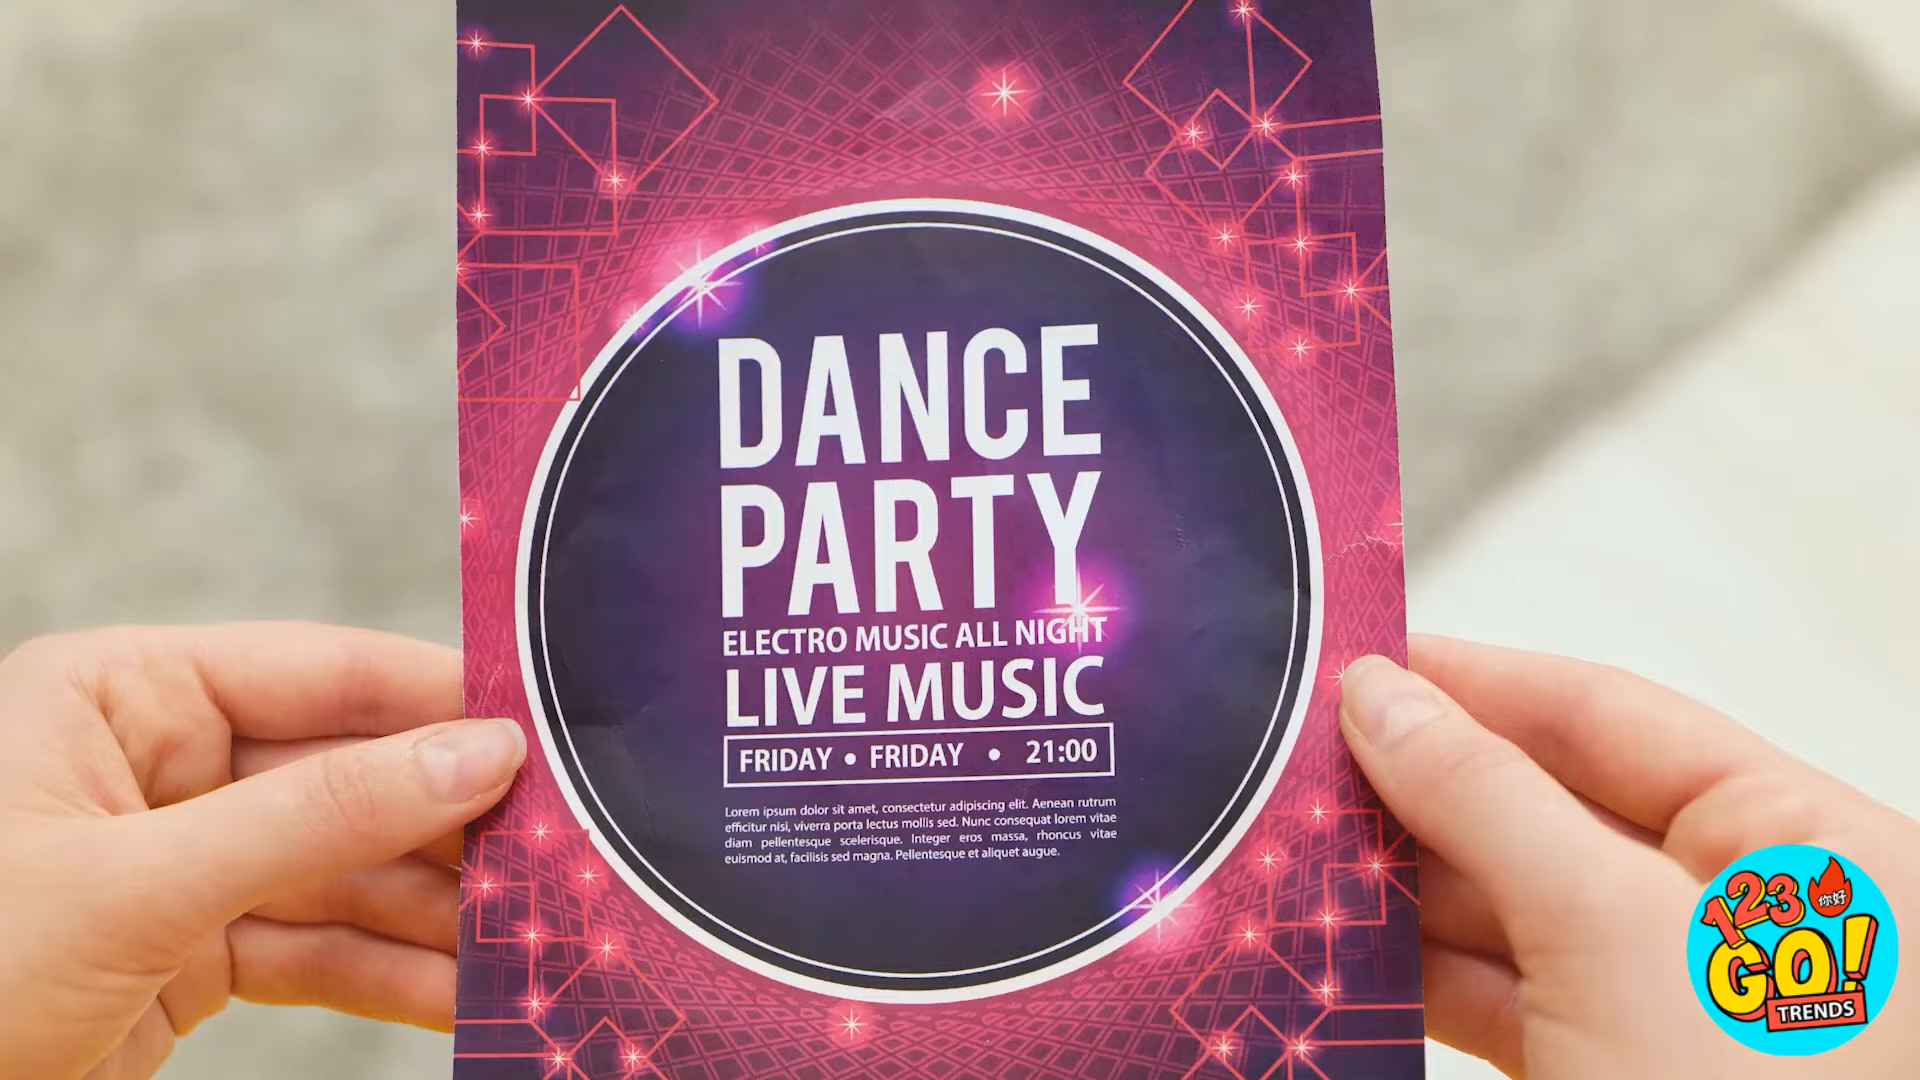 DANCE
PARTY
ELECTRO MUSIC ALL NIGHT
LIVE MUSIC
FRIDAY • FRIDAY • 21:00
Lorem ipsum dolor sit amet, consectetur adipiscing elit. Aenean rutrum
efficitur nisi, viverra porta lectus mollis sed. Nunc consequat lorem vitae
diam pellentesque scelerisque. Integer eros massa, rhoncus vitae
euismod at, facilisis sed magna. Pellentesque et aliquet augue.
123
你好
GO!
TRENDS